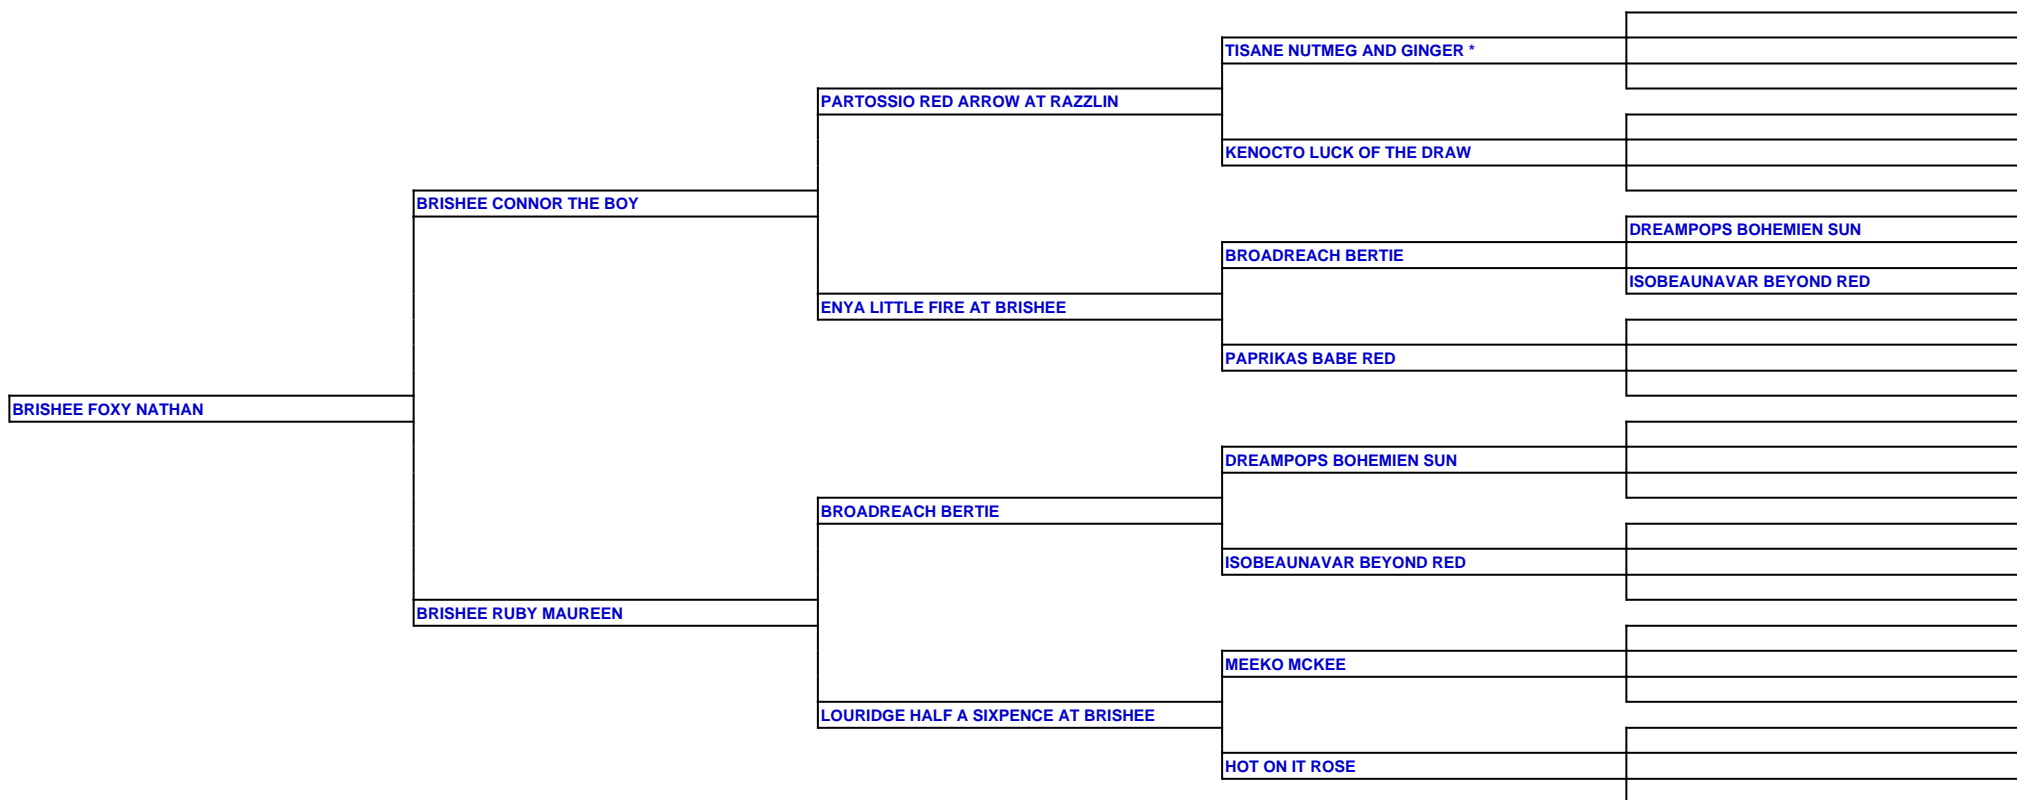 TISANE NUTMEG AND GINGER *
PARTOSSIO RED ARROW AT RAZZLIN
KENOCTO LUCK OF THE DRAW
BRISHEE CONNOR THE BOY
DREAMPOPS BOHEMIEN SUN
BROADREACH BERTIE
ISOBEAUNAVAR BEYOND RED
ENYA LITTLE FIRE AT BRISHEE
PAPRIKAS BABE RED
BRISHEE FOXY NATHAN
DREAMPOPS BOHEMIEN SUN
BROADREACH BERTIE
ISOBEAUNAVAR BEYOND RED
BRISHEE RUBY MAUREEN
MEEKO MCKEE
LOURIDGE HALF A SIXPENCE AT BRISHEE
HOT ON IT ROSE